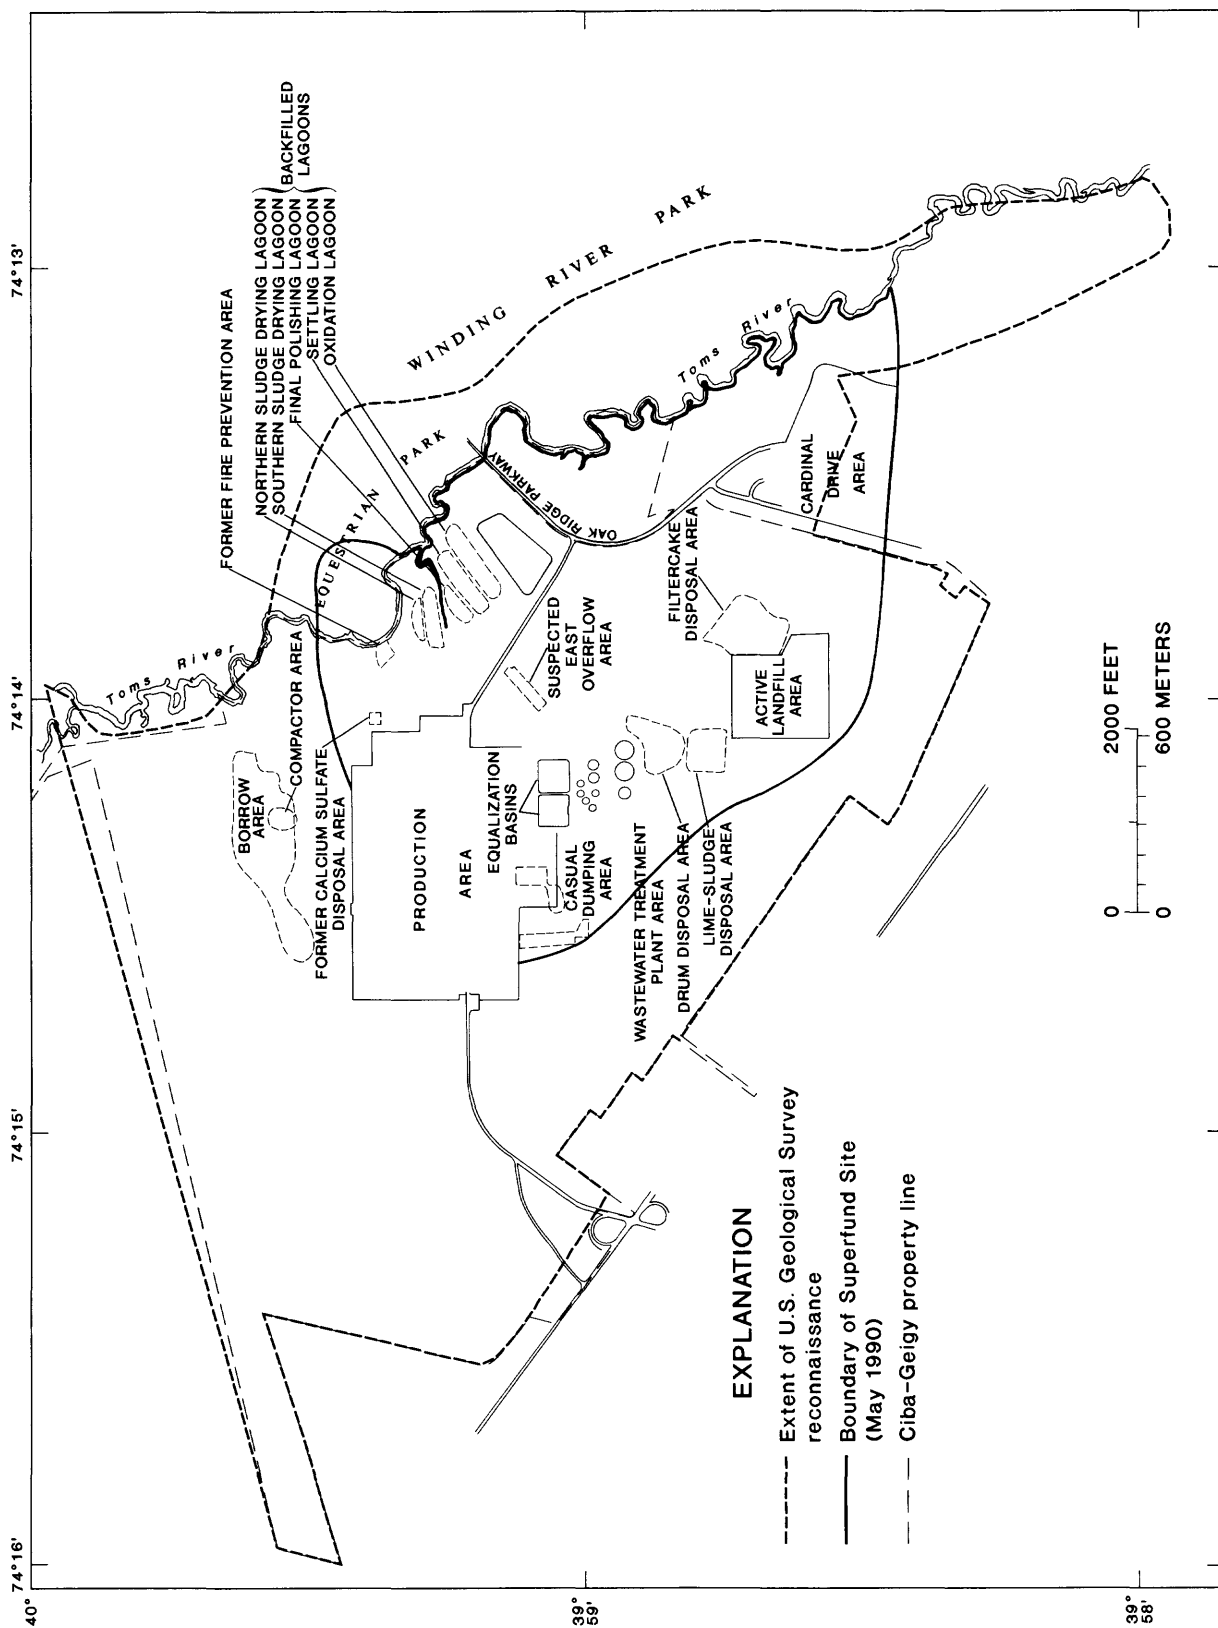 74°16'
74°15'
74°14'
74°13'
40°
39°
59'
39°
58'
FORMER FIRE PREVENTION AREA
NORTHERN SLUDGE DRYING LAGOON
SOUTHERN SLUDGE DRYING LAGOON
FINAL POLISHING LAGOON
SETTLING LAGOON
OXIDATION LAGOON
BACKFILLED
LAGOONS
Toms River
BORROW
AREA
COMPACTOR AREA
FORMER CALCIUM SULFATE
DISPOSAL AREA
EQUESTRIAN PARK
WINDING RIVER PARK
PRODUCTION
AREA
EQUALIZATION
BASINS
CASUAL
DUMPING
AREA
SUSPECTED
EAST
OVERFLOW
AREA
OAK RIDGE PARKWAY
Toms River
WASTEWATER TREATMENT
PLANT AREA
DRUM DISPOSAL AREA
LIME-SLUDGE
DISPOSAL AREA
FILTERCAKE
DISPOSAL AREA
ACTIVE
LANDFILL
AREA
CARDINAL
DRIVE
AREA
EXPLANATION
Extent of U.S. Geological Survey
reconnaissance
Boundary of Superfund Site
(May 1990)
Ciba-Geigy property line
0 2000 FEET
0 600 METERS